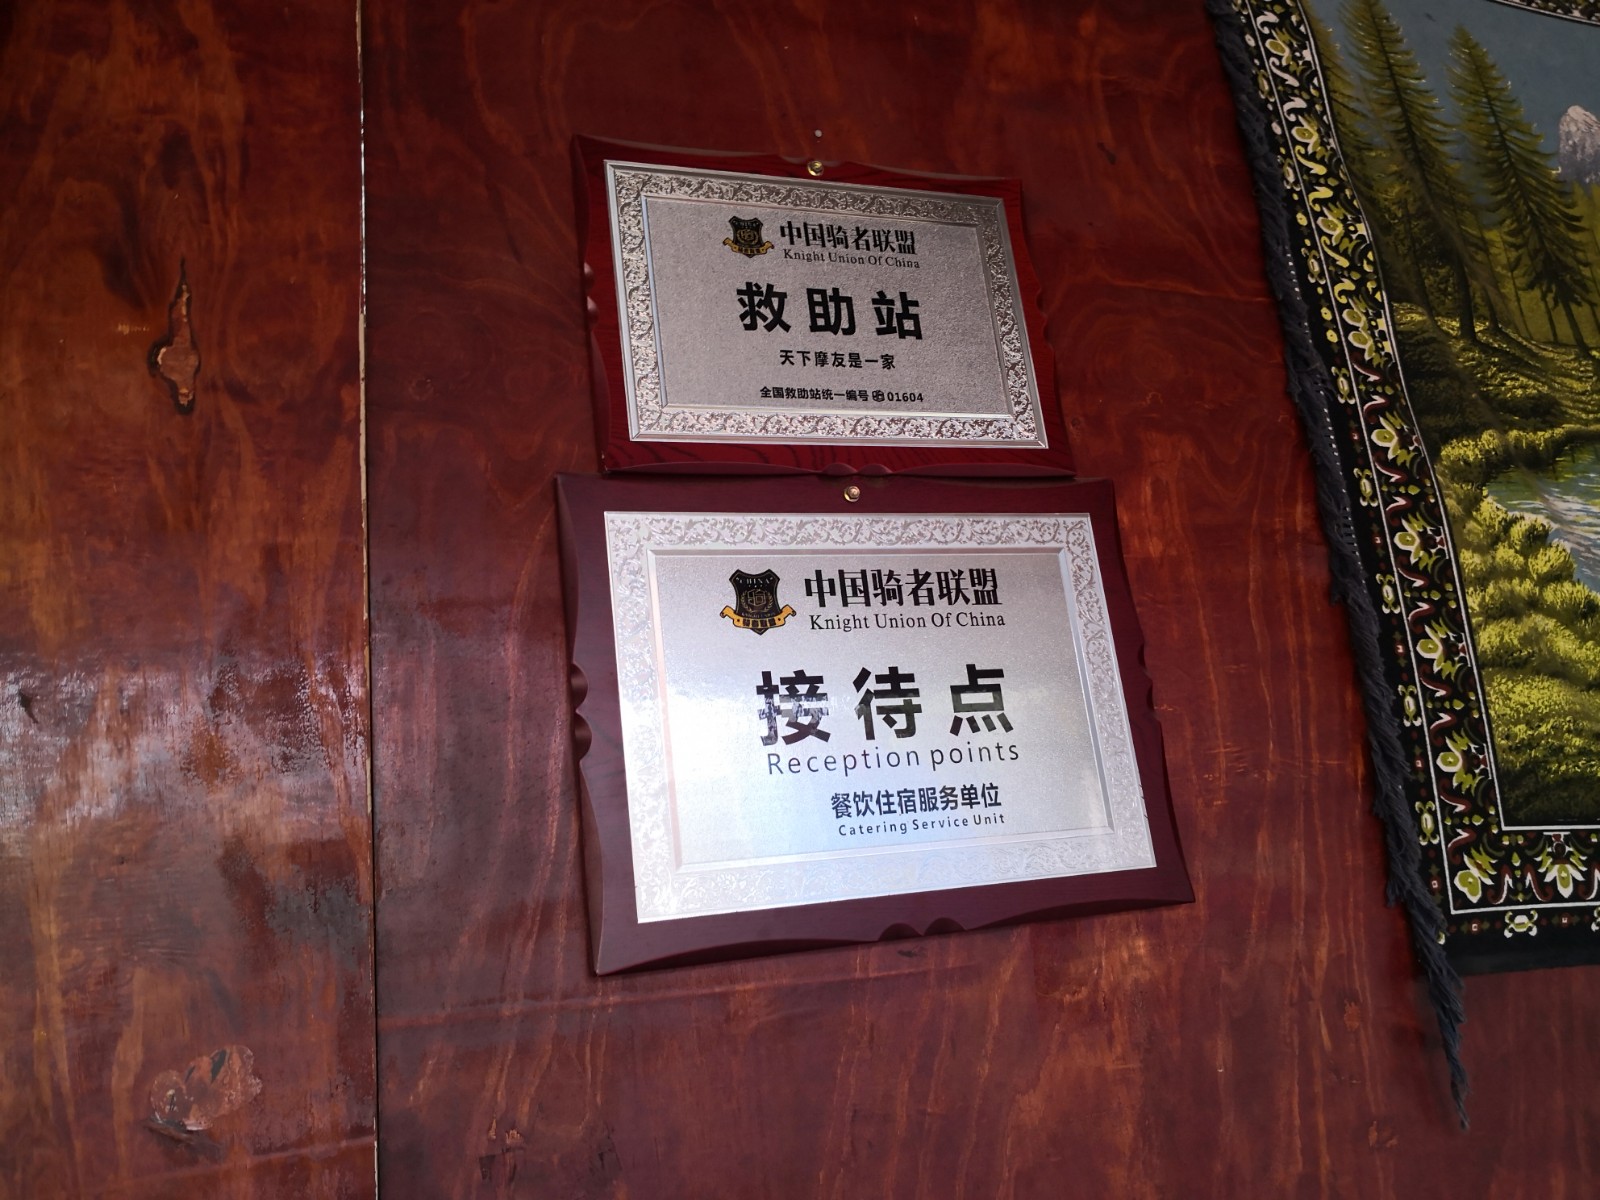 中国骑者联盟
Knight Union Of China
救助站
天下摩友是一家
全国救助站统一编号 01604
CHINA
中国骑者联盟
Knight Union Of China
接待点
Reception points
餐饮住宿服务单位
Catering Service Unit